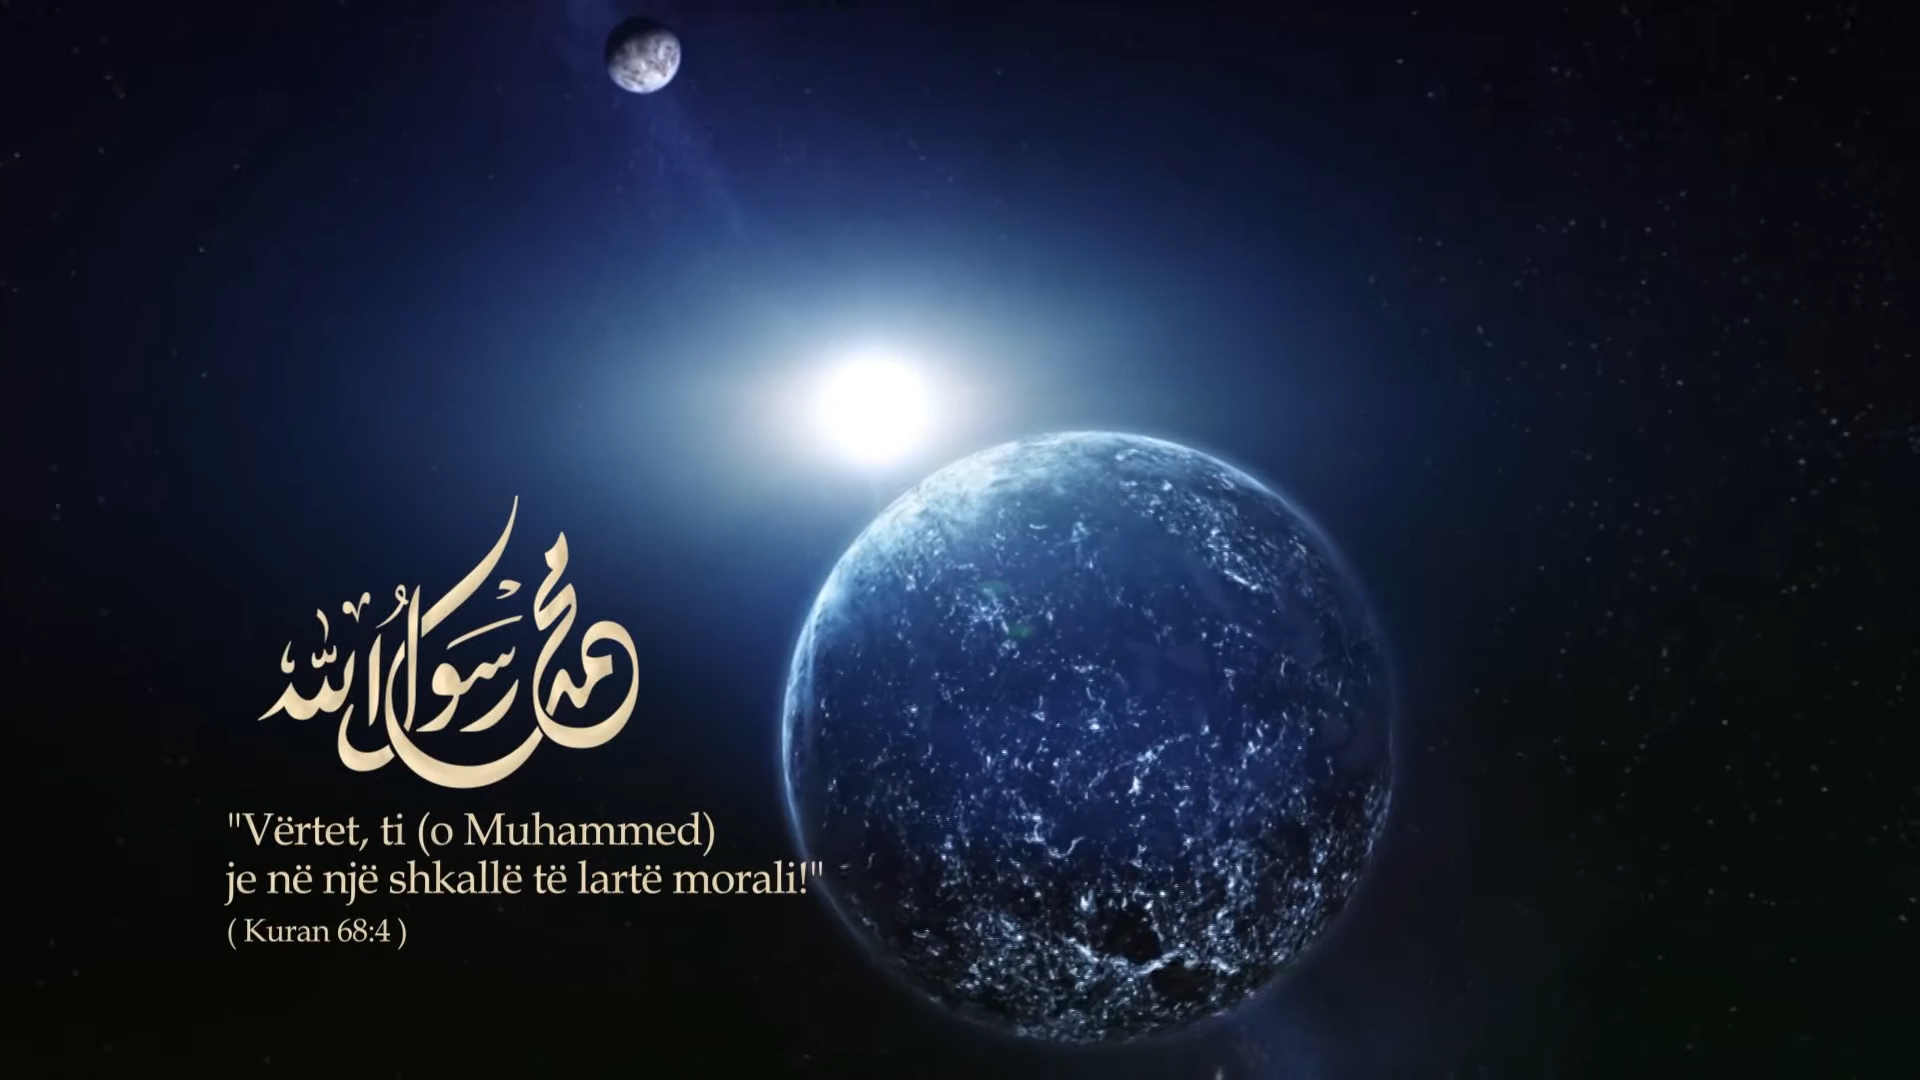 محمد رسول الله
"Vërtet, ti (o Muhammed)
je në një shkallë të lartë morali!"
( Kuran 68:4 )